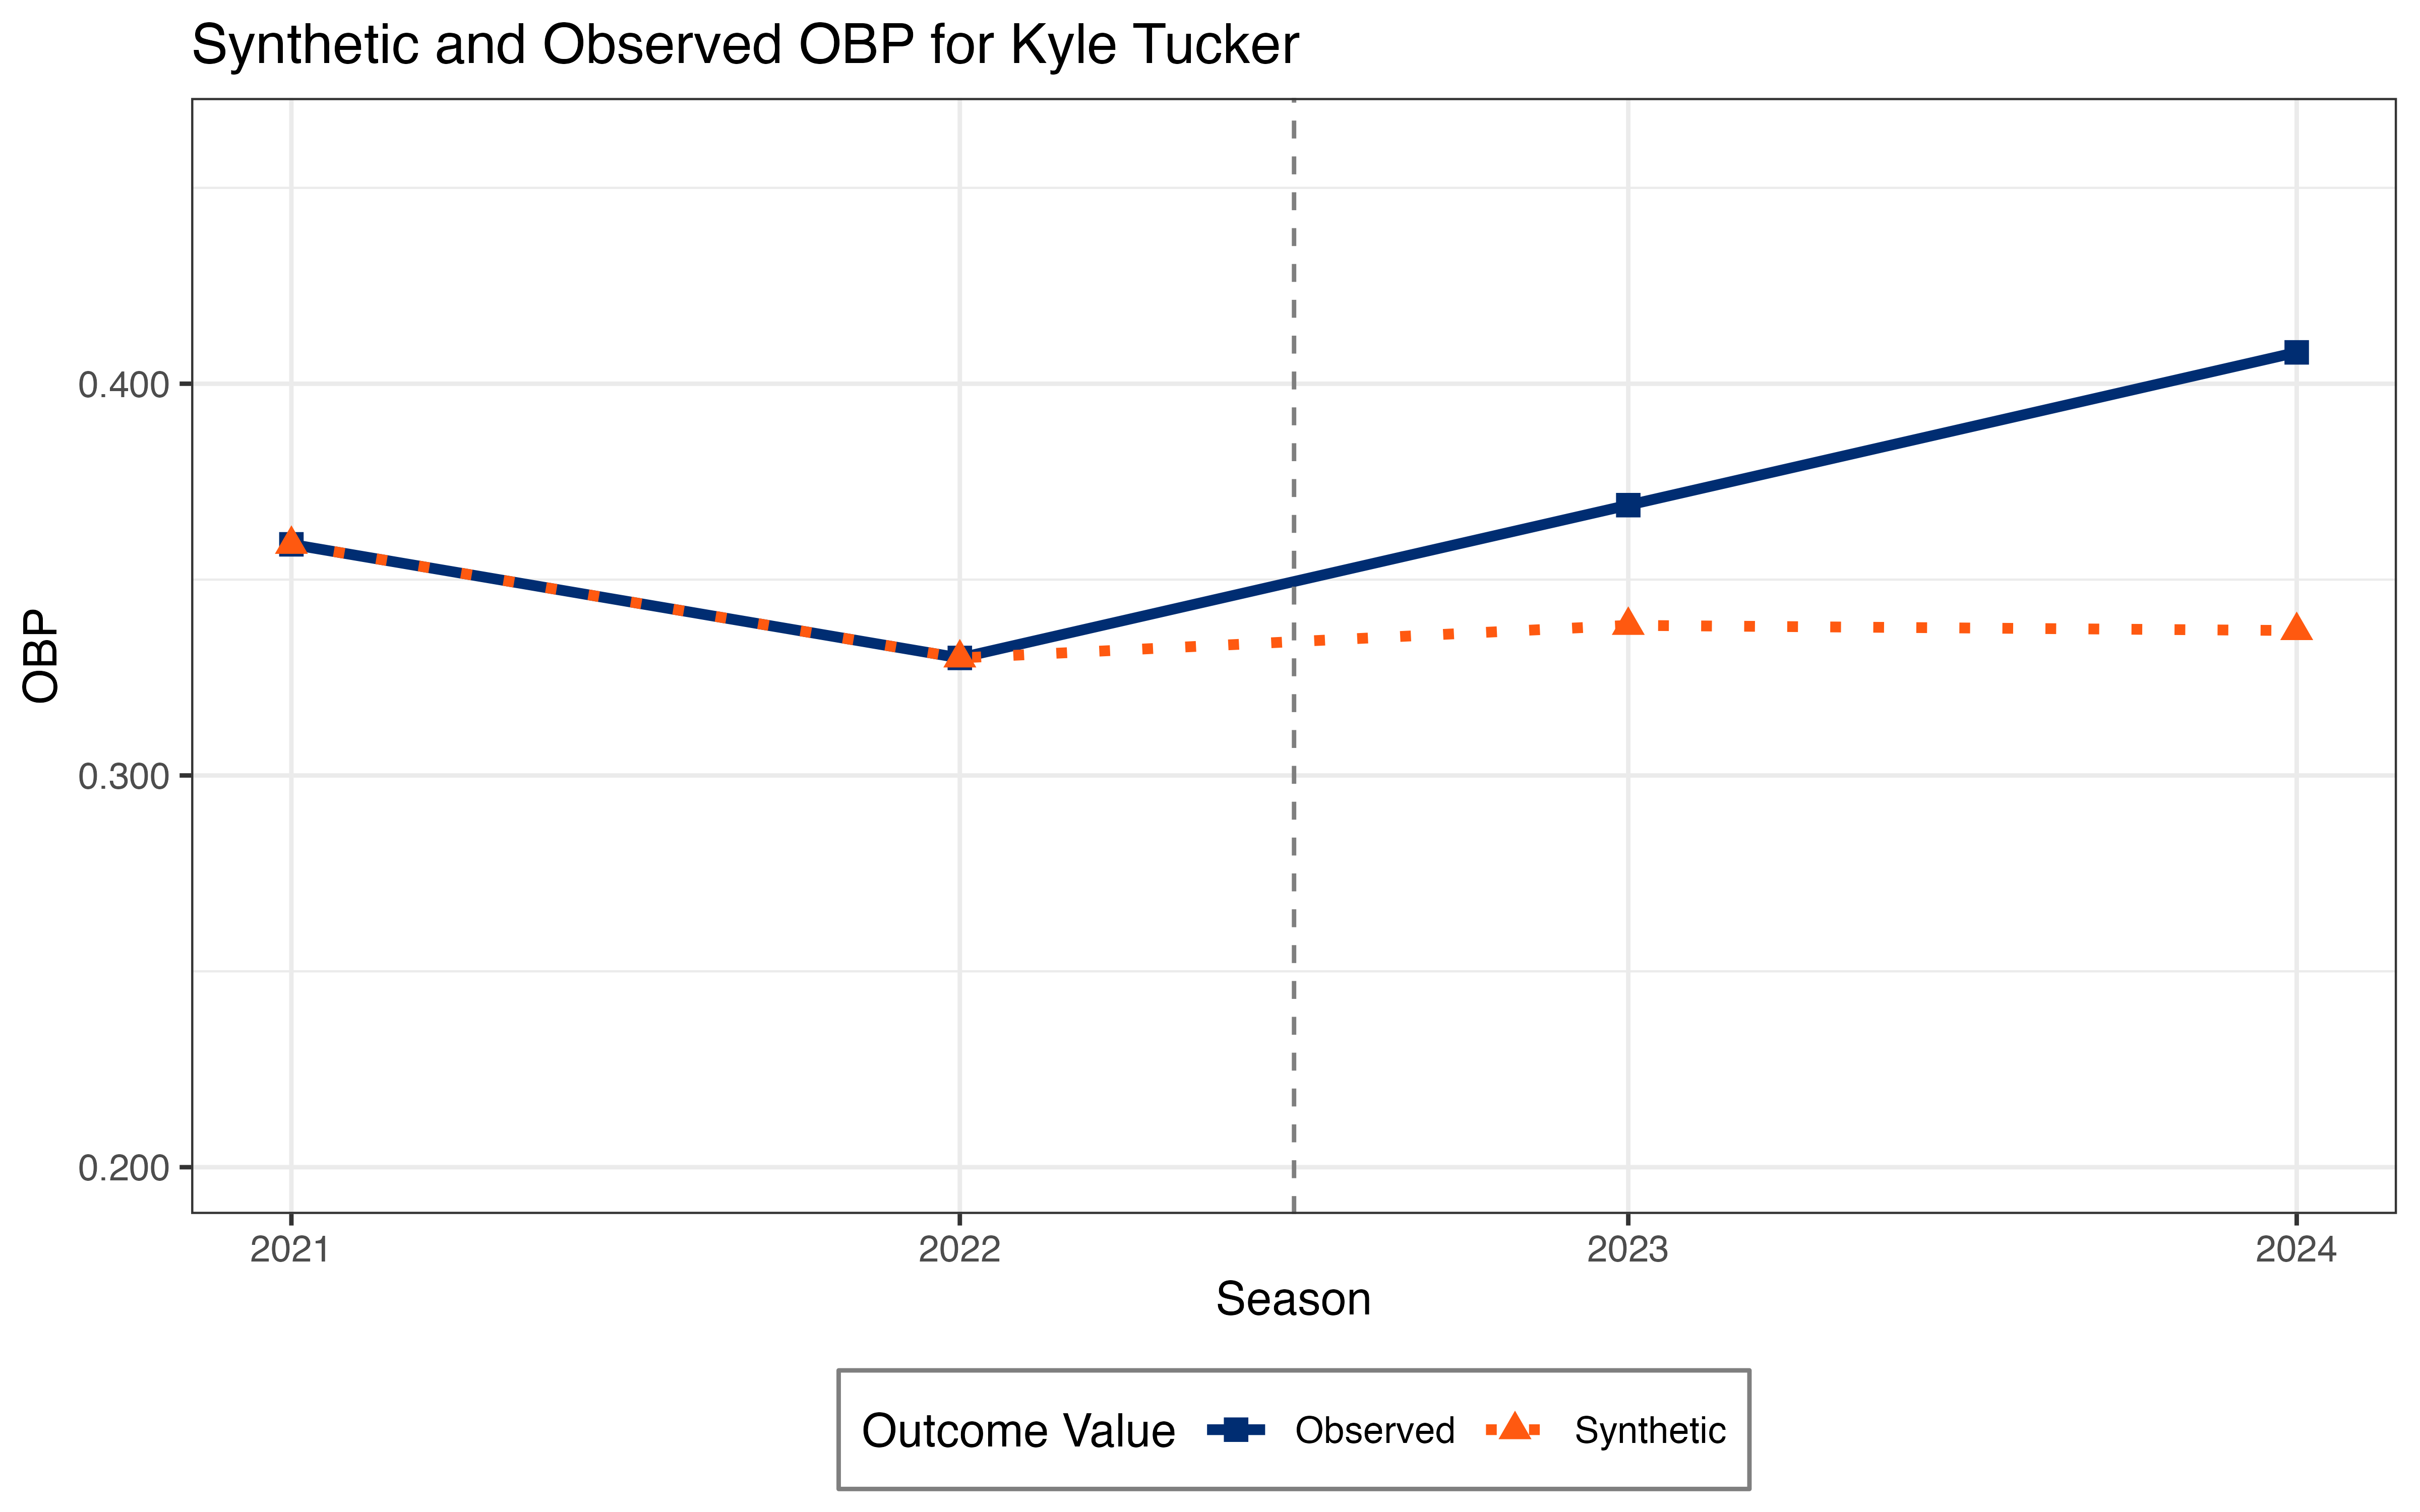 Synthetic and Observed OBP for Kyle Tucker
OBP
0.400
0.300
0.200
2021 2022 2023 2024
Season
Outcome Value Observed Synthetic